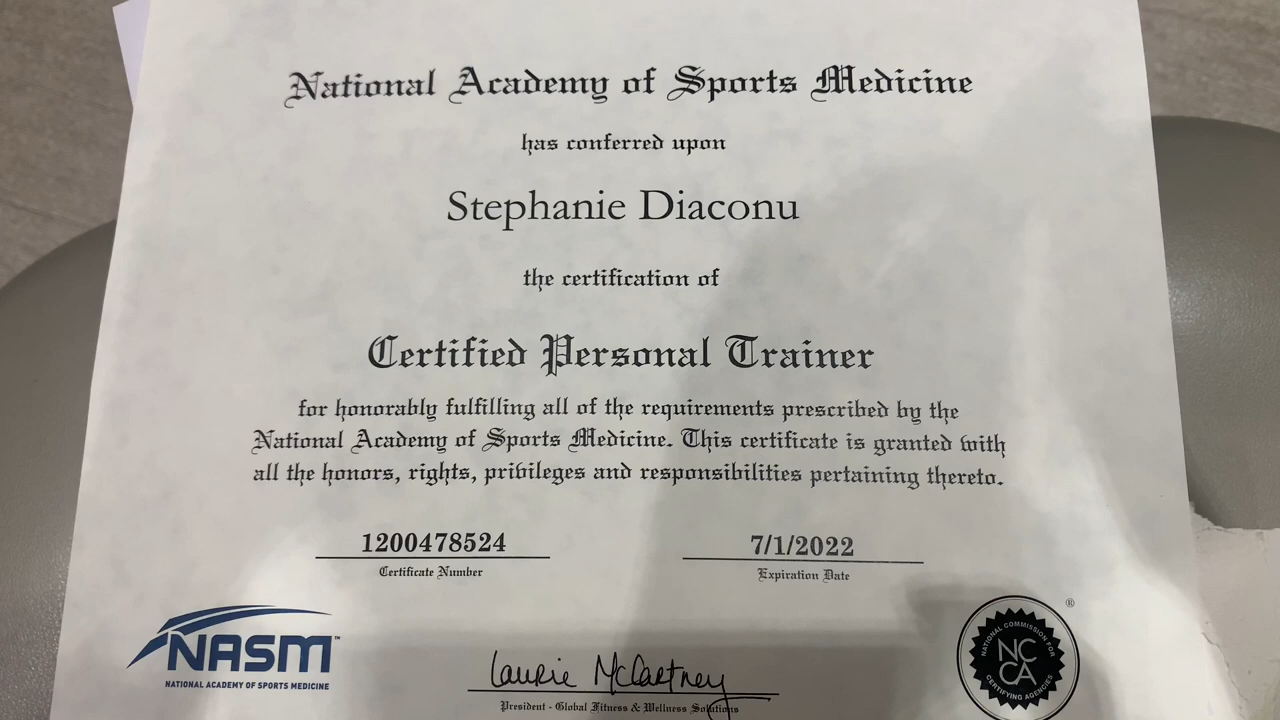 National Academy of Sports Medicine
has conferred upon
Stephanie Diaconu
the certification of
Certified Personal Trainer
for honorably fulfilling all of the requirements prescribed by the
National Academy of Sports Medicine. This certificate is granted with
all the honors, rights, privileges and responsibilities pertaining thereto.
1200478524
Certificate Number
7/1/2022
Expiration Date
NASM™
NATIONAL ACADEMY OF SPORTS MEDICINE
Laurie McCartney
President - Global Fitness & Wellness Solutions
NATIONAL COMMISSION FOR
NCCA
CERTIFYING AGENCIES
®